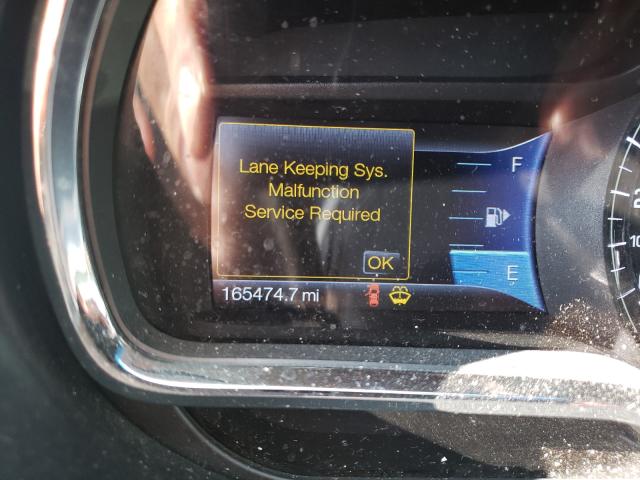 Lane Keeping Sys.
Malfunction
Service Required
OK
F
E
165474.7 mi